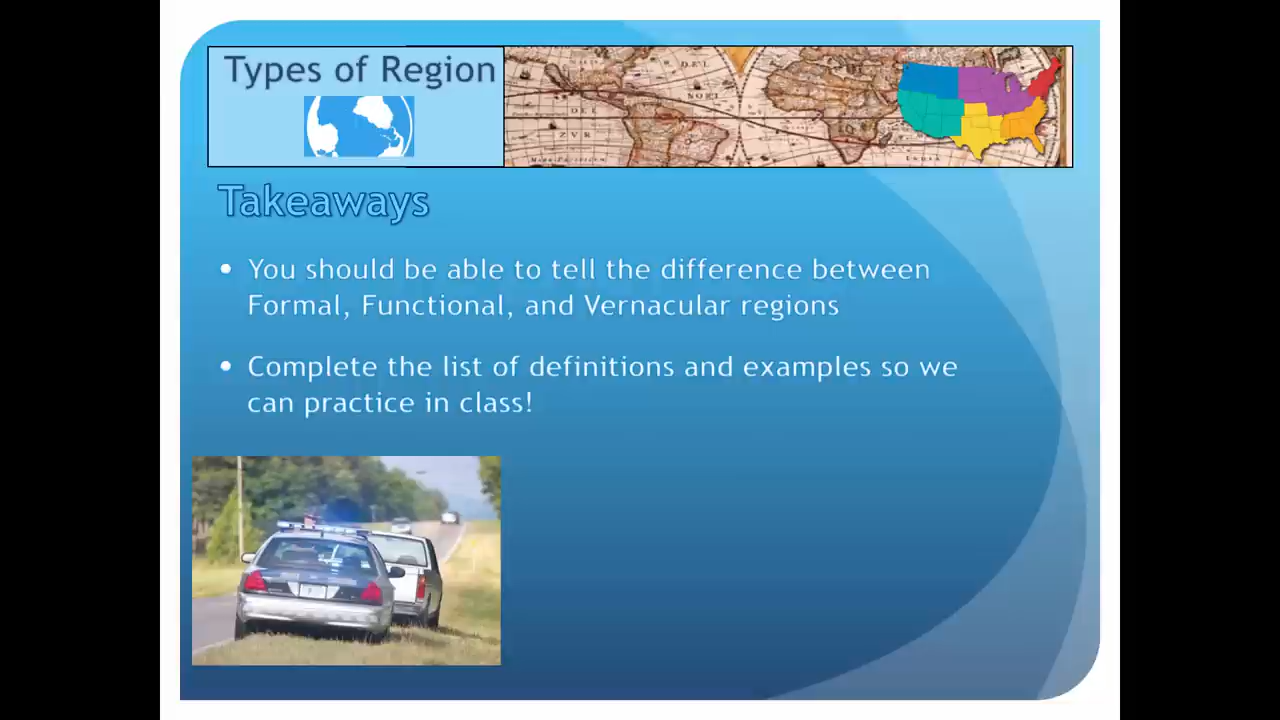 Types of Region
Takeaways
• You should be able to tell the difference between
Formal, Functional, and Vernacular regions
• Complete the list of definitions and examples so we
can practice in class!